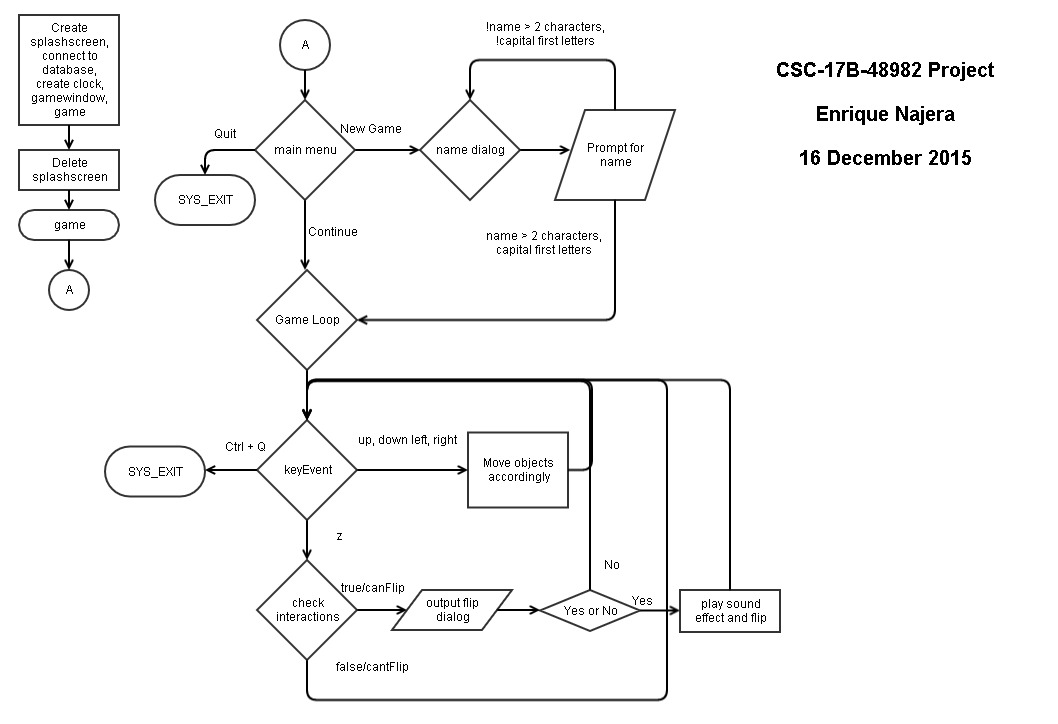 Create
splashscreen,
connect to
database,
create clock,
gamewindow,
game
Delete
splashscreen
game
A
A
main menu
Quit
SYS_EXIT
New Game
name dialog
!name > 2 characters,
!capital first letters
Prompt for
name
name > 2 characters,
capital first letters
Continue
Game Loop
CSC-17B-48982 Project
Enrique Najera
16 December 2015
keyEvent
Ctrl + Q
SYS_EXIT
up, down left, right
Move objects
accordingly
z
check
interactions
true/canFlip
output flip
dialog
Yes or No
No
Yes
play sound
effect and flip
false/cantFlip